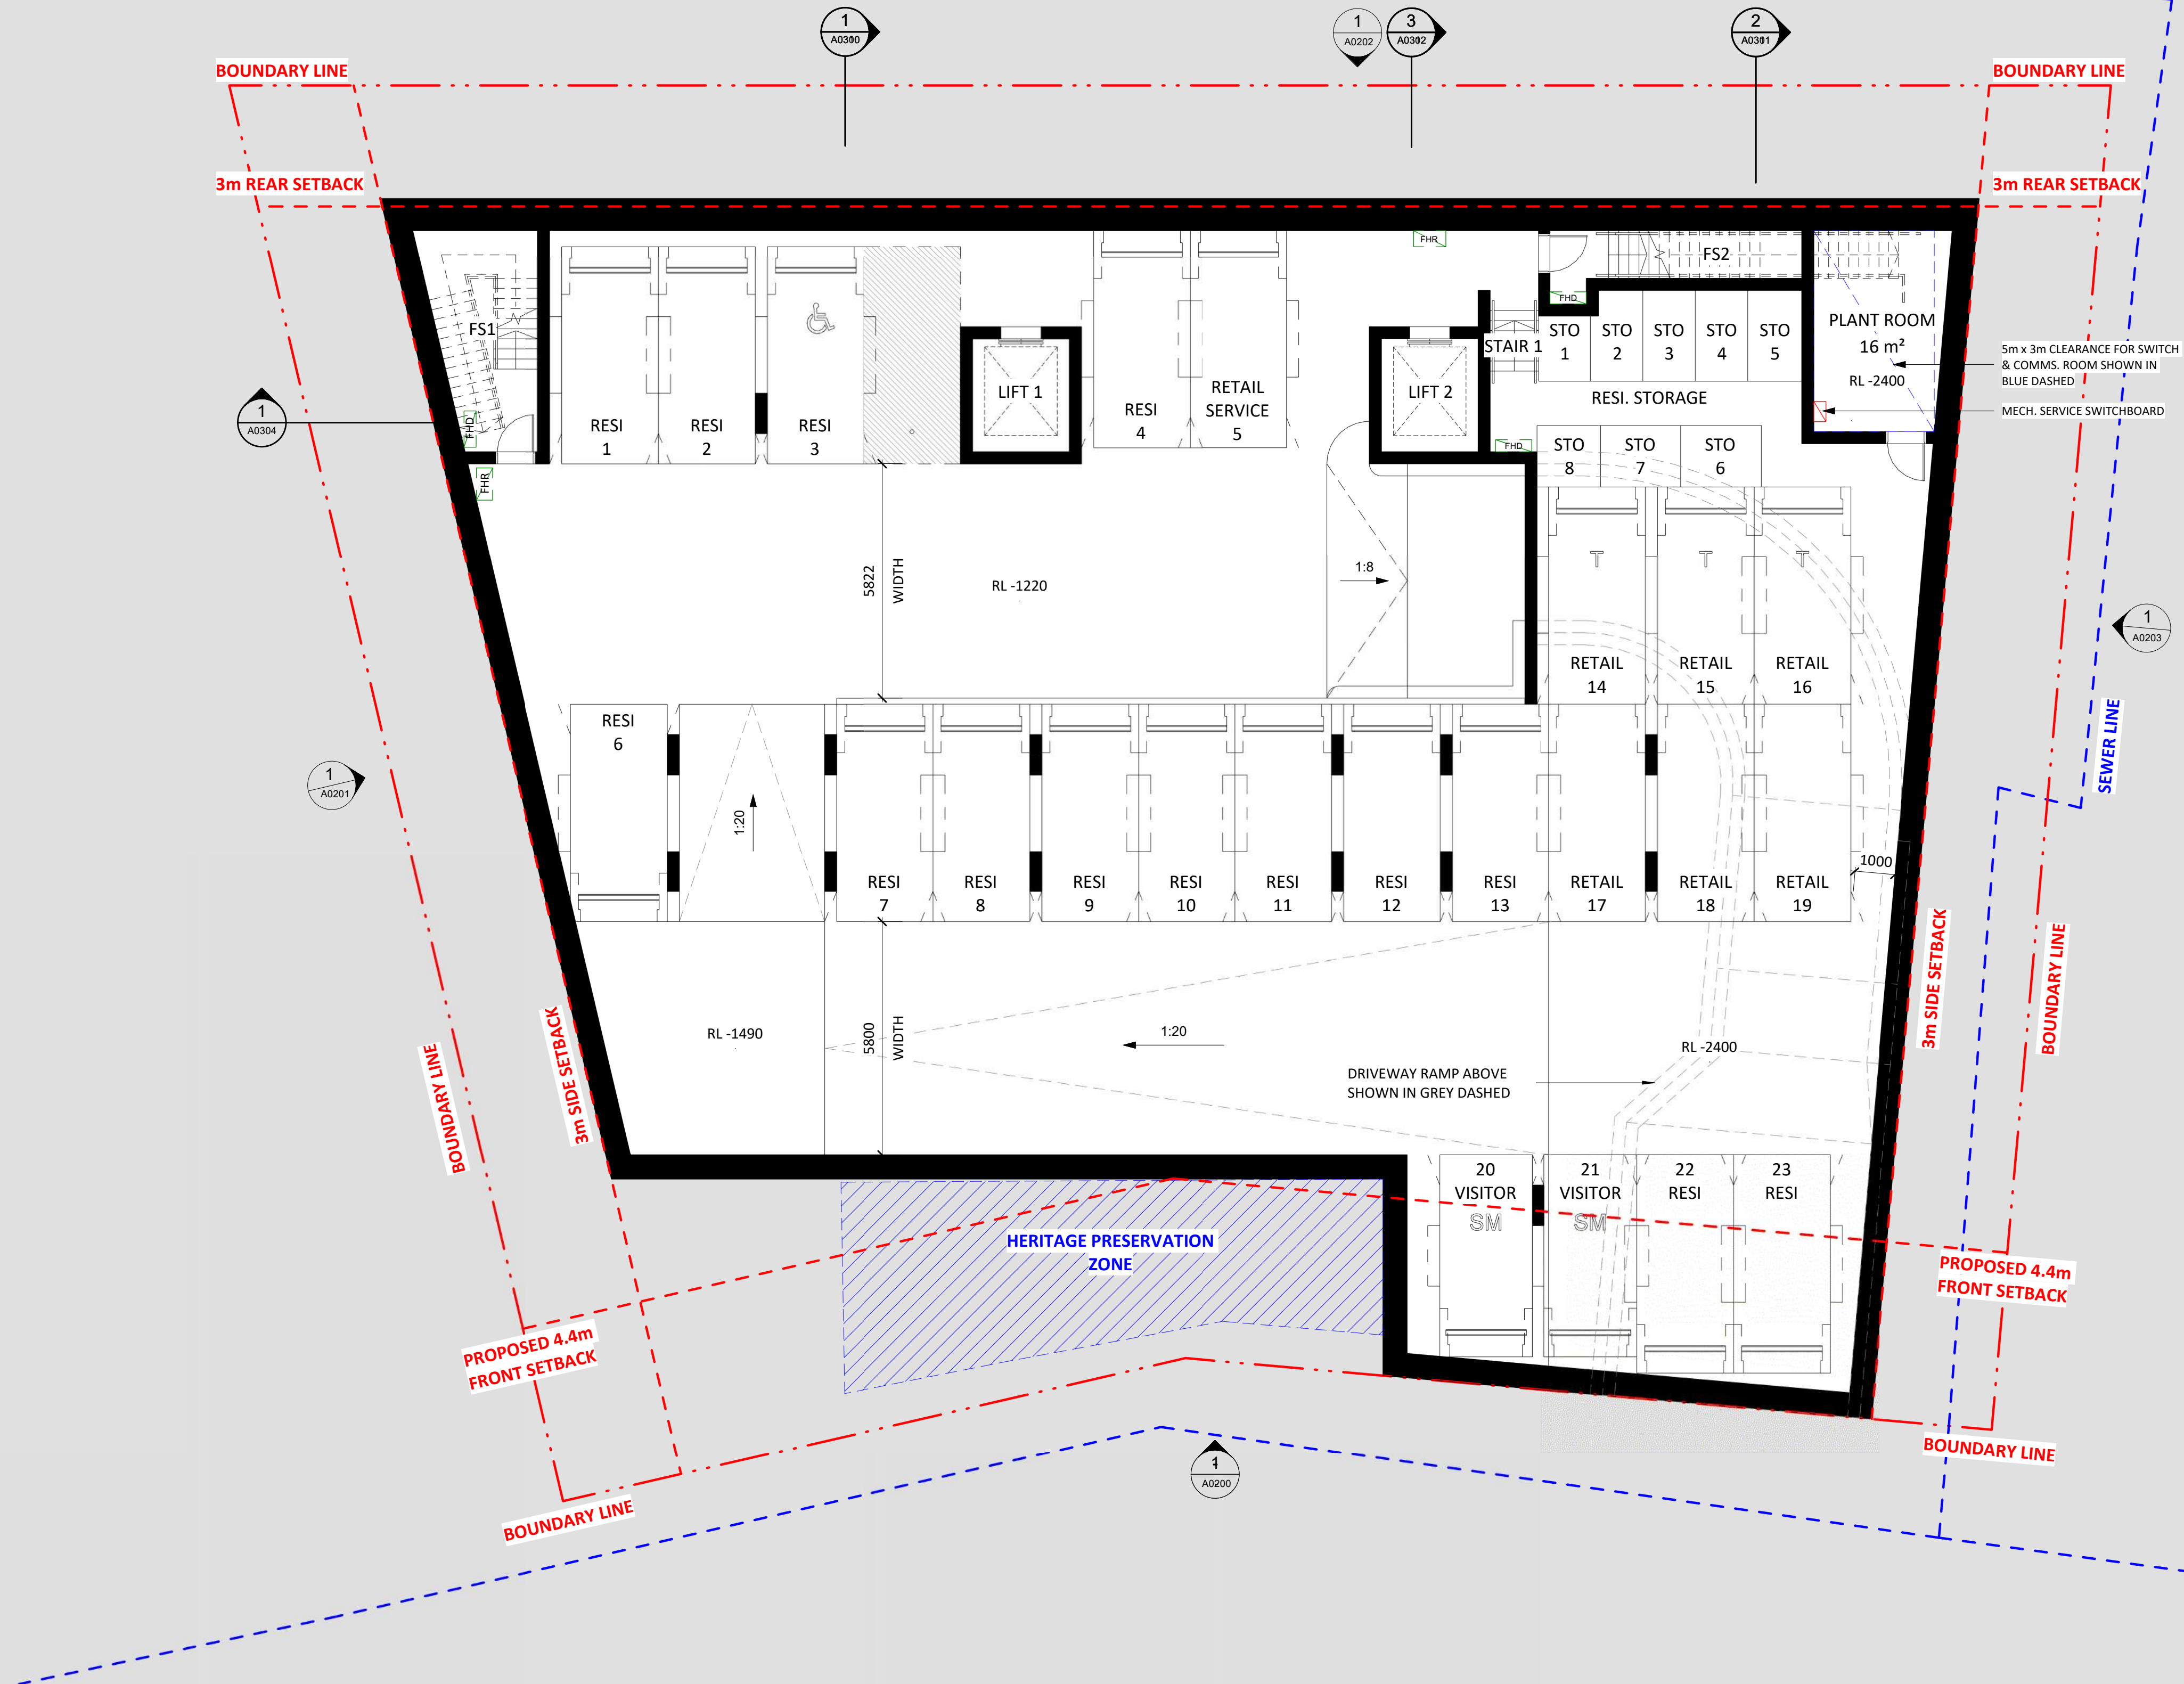 1
A0300
1
A0202
3
A0302
2
A0301
BOUNDARY LINE
BOUNDARY LINE
3m REAR SETBACK
3m REAR SETBACK
FHR
FS2
FHD
FS1
PLANT ROOM
16 m²
RL -2400
STO
1
STO
2
STO
3
STO
4
STO
5
STAIR 1
5m x 3m CLEARANCE FOR SWITCH
& COMMS. ROOM SHOWN IN
BLUE DASHED
MECH. SERVICE SWITCHBOARD
LIFT 1
LIFT 2
RESI. STORAGE
RETAIL
SERVICE
5
RESI
4
RESI
1
RESI
2
RESI
3
1
A0304
FHD
FHR
FHD
STO
8
STO
7
STO
6
T
T
T
5822
WIDTH
RL -1220
1:8
1
A0203
RETAIL
14
RETAIL
15
RETAIL
16
SEWER LINE
RESI
6
1
A0201
1:20
RESI
7
RESI
8
RESI
9
RESI
10
RESI
11
RESI
12
RESI
13
RETAIL
17
RETAIL
18
RETAIL
19
1000
3m SIDE SETBACK
BOUNDARY LINE
RL -1490
5800
WIDTH
1:20
RL -2400
DRIVEWAY RAMP ABOVE
SHOWN IN GREY DASHED
BOUNDARY LINE
3m SIDE SETBACK
20
VISITOR
SM
21
VISITOR
SM
22
RESI
23
RESI
HERITAGE PRESERVATION
ZONE
PROPOSED 4.4m
FRONT SETBACK
PROPOSED 4.4m
FRONT SETBACK
BOUNDARY LINE
1
A0200
BOUNDARY LINE